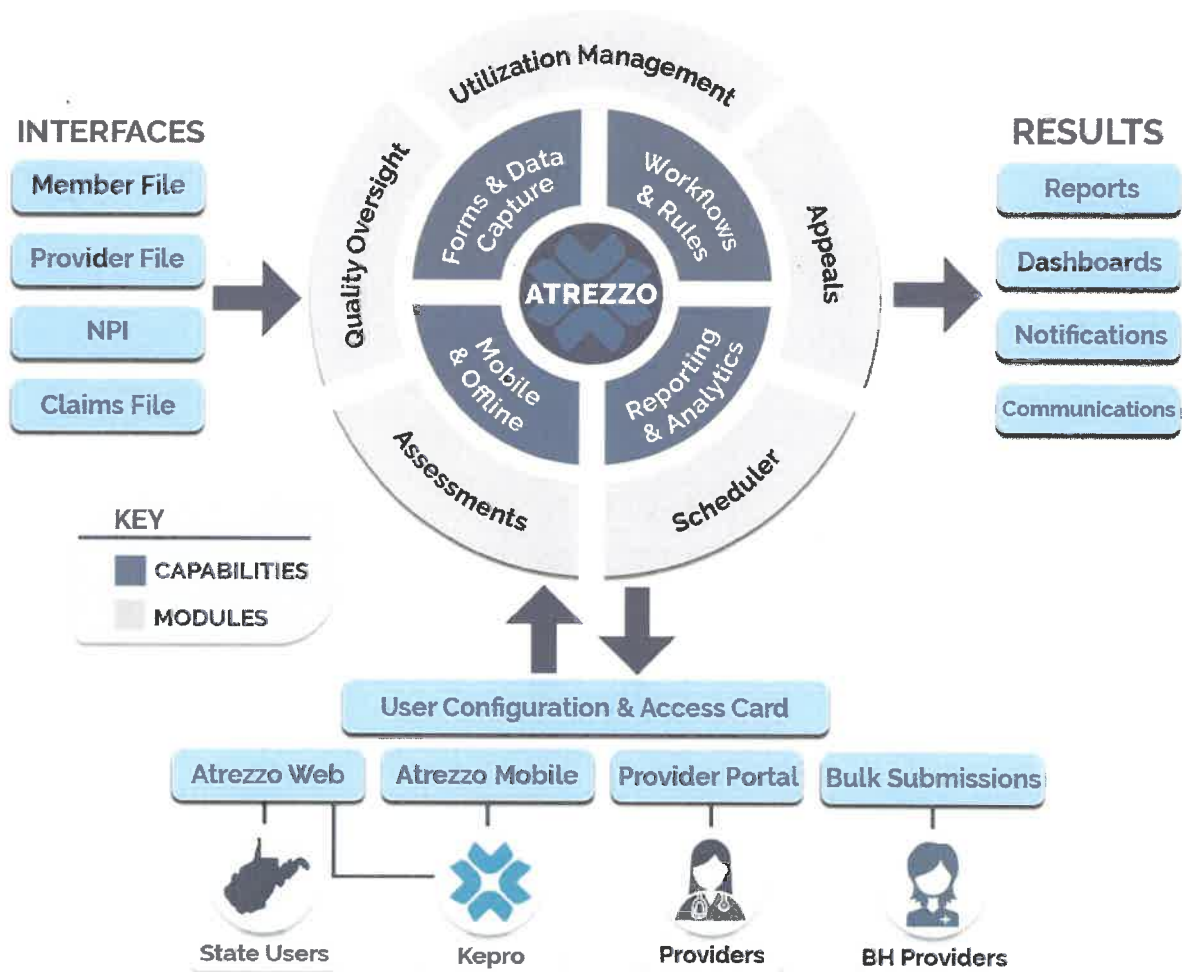 Utilization Management
INTERFACES
Member File
Provider File
NPI
Claims File
Quality Oversight
Forms & Data
Capture
Workflows
& Rules
ATREZZO
Mobile
& Offline
Reporting
& Analytics
Appeals
Assessments
Scheduler
RESULTS
Reports
Dashboards
Notifications
Communications
KEY
CAPABILITIES
MODULES
User Configuration & Access Card
Atrezzo Web
Atrezzo Mobile
Provider Portal
Bulk Submissions
State Users
Kepro
Providers
BH Providers